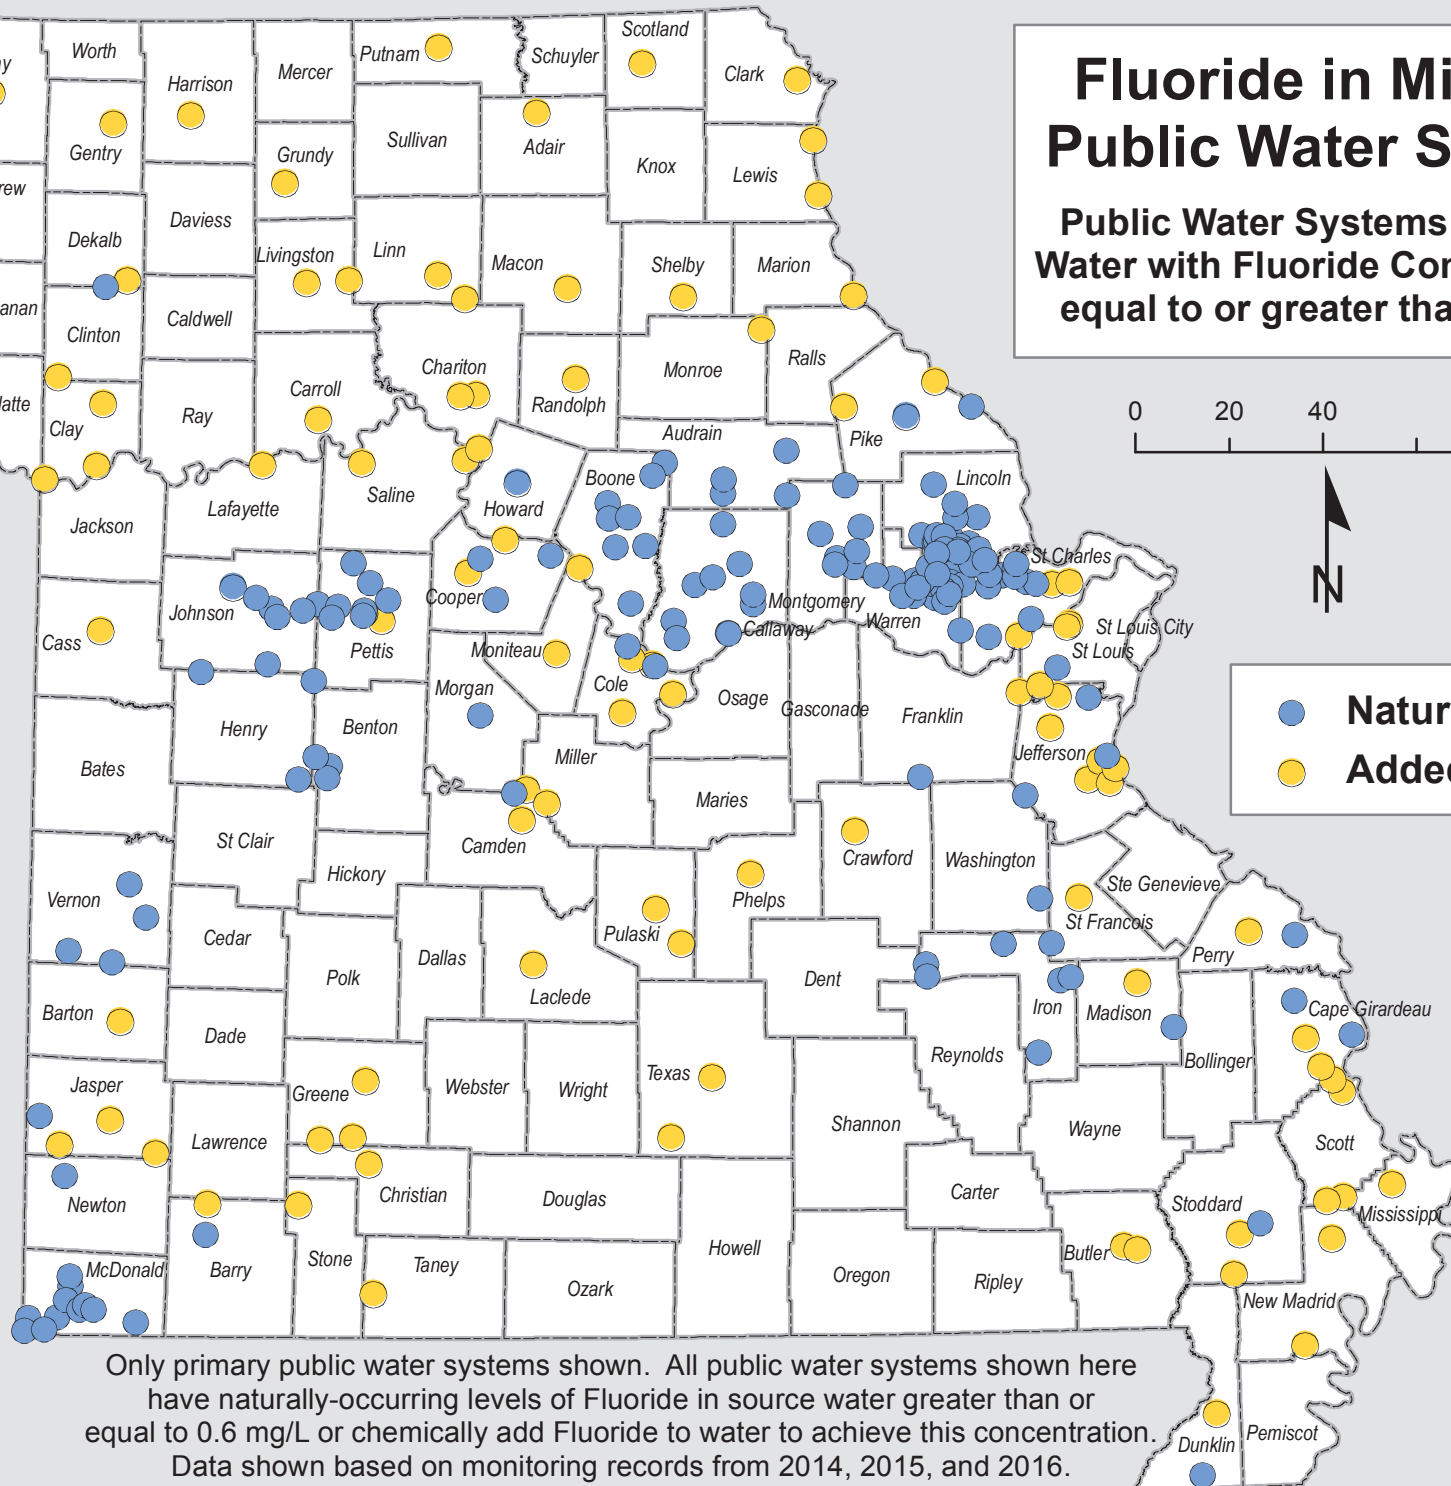 Fluoride in Mi
Public Water S
Public Water Systems
Water with Fluoride Con
equal to or greater tha
0 20 40
N
Natur
Added
Worth
Harrison
Mercer
Putnam
Schuyler
Scotland
Clark
Gentry
Grundy
Sullivan
Adair
Knox
Lewis
rew
Daviess
Dekalb
Livingston
Linn
Macon
Shelby
Marion
anan
Clinton
Caldwell
Chariton
Monroe
Ralls
latte
Clay
Ray
Carroll
Randolph
Audrain
Pike
Jackson
Lafayette
Saline
Howard
Boone
Lincoln
St Charles
Cass
Johnson
Pettis
Cooper
Moniteau
Montgomery
Callaway
Warren
St Louis City
St Louis
Morgan
Cole
Osage
Gasconade
Franklin
Jefferson
Bates
Henry
Benton
Miller
Maries
St Clair
Camden
Crawford
Washington
Vernon
Hickory
Phelps
Pulaski
Ste Genevieve
St Francois
Perry
Cedar
Polk
Dallas
Laclede
Dent
Iron
Madison
Cape Girardeau
Barton
Dade
Reynolds
Bollinger
Jasper
Greene
Webster
Wright
Texas
Shannon
Wayne
Scott
Lawrence
Newton
Christian
Douglas
Carter
Stoddard
Mississippi
McDonald
Barry
Stone
Taney
Ozark
Howell
Oregon
Ripley
Butler
New Madrid
Dunklin
Pemiscot
Only primary public water systems shown. All public water systems shown here
have naturally-occurring levels of Fluoride in source water greater than or
equal to 0.6 mg/L or chemically add Fluoride to water to achieve this concentration.
Data shown based on monitoring records from 2014, 2015, and 2016.